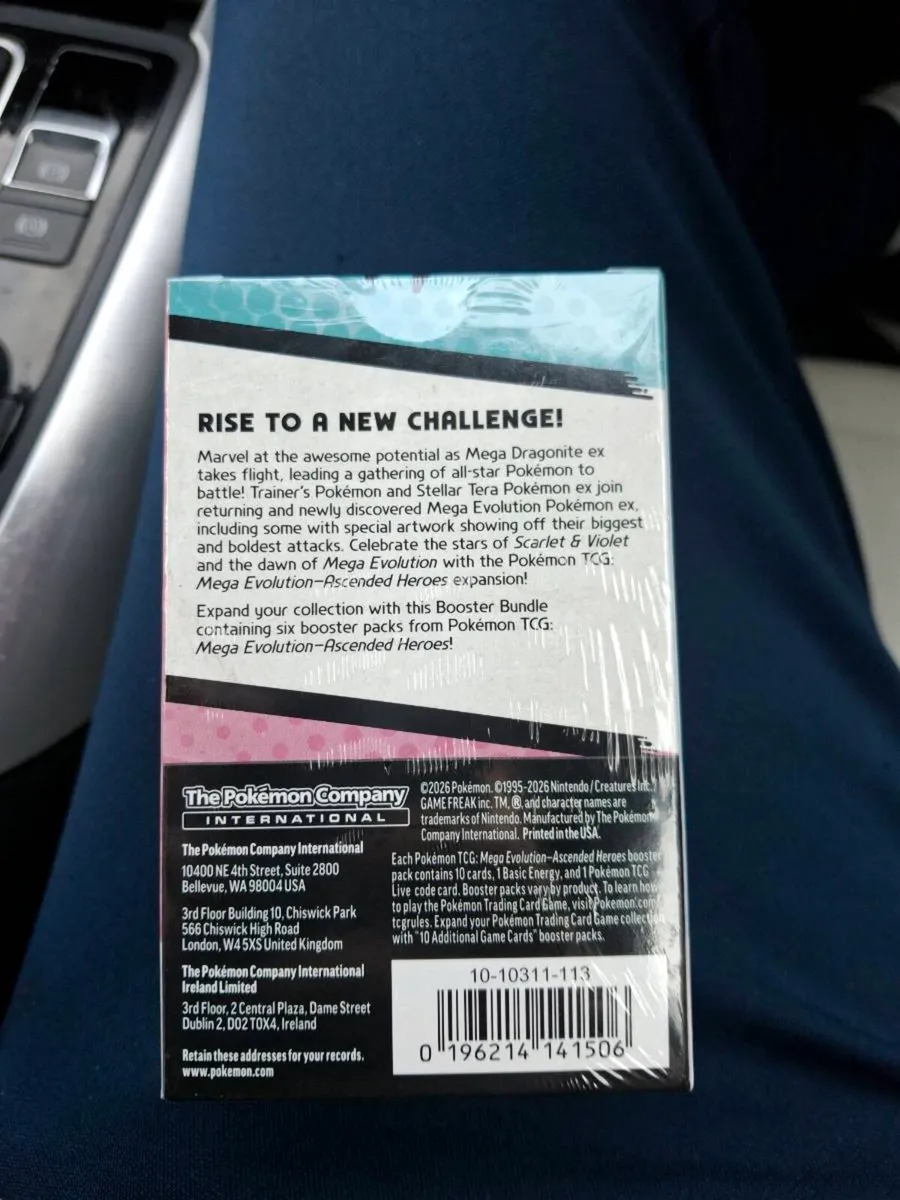 RISE TO A NEW CHALLENGE!
Marvel at the awesome potential as Mega Dragonite ex
takes flight, leading a gathering of all-star Pokémon to
battle! Trainer's Pokémon and Stellar Tera Pokémon ex join
returning and newly discovered Mega Evolution Pokémon ex,
including some with special artwork showing off their biggest
and boldest attacks. Celebrate the stars of Scarlet & Violet
and the dawn of Mega Evolution with the Pokémon TCG:
Mega Evolution—Ascended Heroes expansion!
Expand your collection with this Booster Bundle
containing six booster packs from Pokémon TCG:
Mega Evolution—Ascended Heroes!
The Pokémon Company
INTERNATIONAL
The Pokémon Company International
10400 NE 4th Street, Suite 2800
Bellevue, WA 98004 USA
3rd Floor Building 10, Chiswick Park
566 Chiswick High Road
London, W4 5XS United Kingdom
The Pokémon Company International
Ireland Limited
3rd Floor, 2 Central Plaza, Dame Street
Dublin 2, D02 T0X4, Ireland
Retain these addresses for your records.
www.pokemon.com
©2026 Pokémon. ©1995-2026 Nintendo / Creatures Inc. /
GAME FREAK inc. TM, ®, and character names are
trademarks of Nintendo. Manufactured by The Pokémon
Company International. Printed in the USA.
Each Pokémon TCG: Mega Evolution—Ascended Heroes booster
pack contains 10 cards, 1 Basic Energy, and 1 Pokémon TCG
Live code card. Booster packs vary by product. To learn how
to play the Pokémon Trading Card Game, visit Pokemon.com/
tcgrules. Expand your Pokémon Trading Card Game collection
with "10 Additional Game Cards" booster packs.
10-10311-113
0 196214 141506